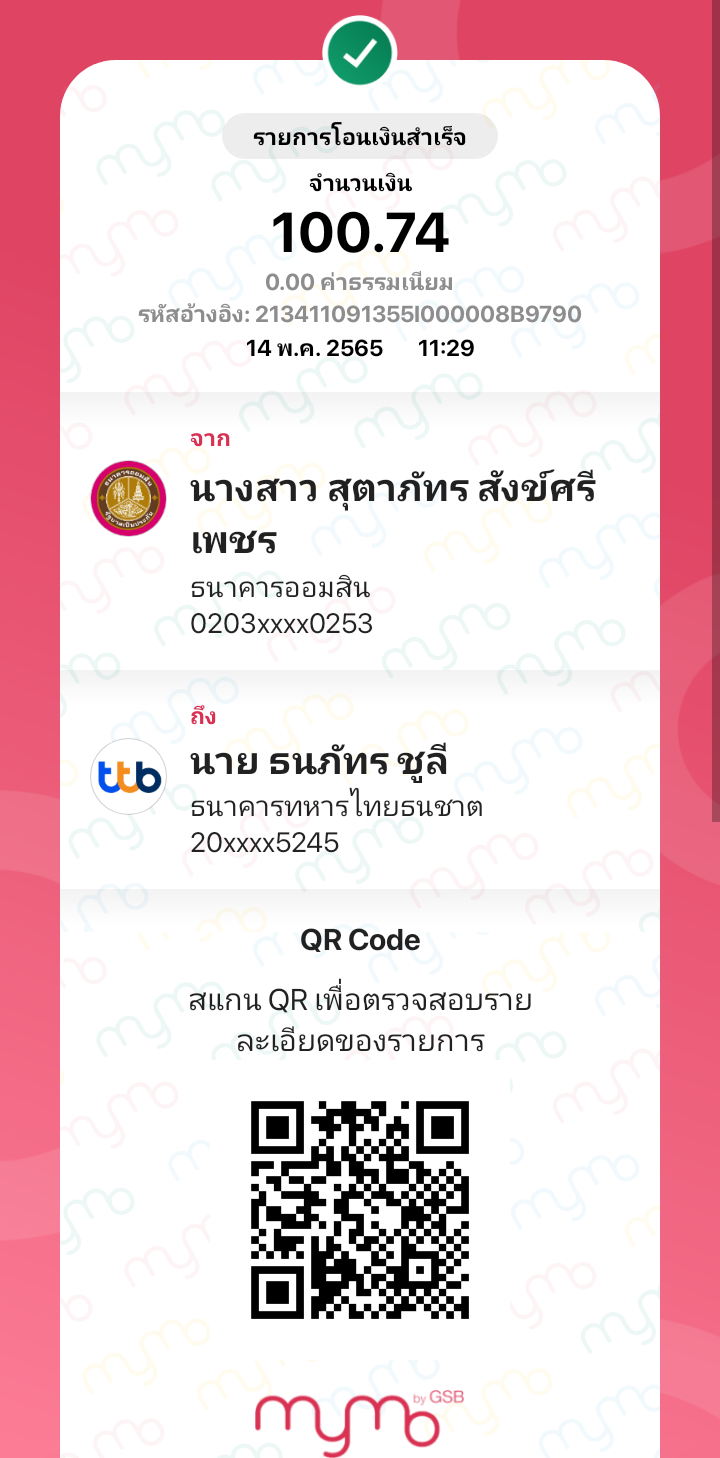 รายการโอนเงินสำเร็จ
จำนวนเงิน
100.74
0.00 ค่าธรรมเนียม
รหัสอ้างอิง: 213411091355I000008B9790
14 พ.ค. 2565 11:29
จาก
นางสาว สุตาภัทร สังข์ศรี
เพชร
ธนาคารออมสิน
0203xxxx0253
ถึง
ttb
นาย ธนภัทร ชูลี
ธนาคารทหารไทยธนชาต
20xxxx5245
QR Code
สแกน QR เพื่อตรวจสอบราย
ละเอียดของรายการ
mymo by GSB